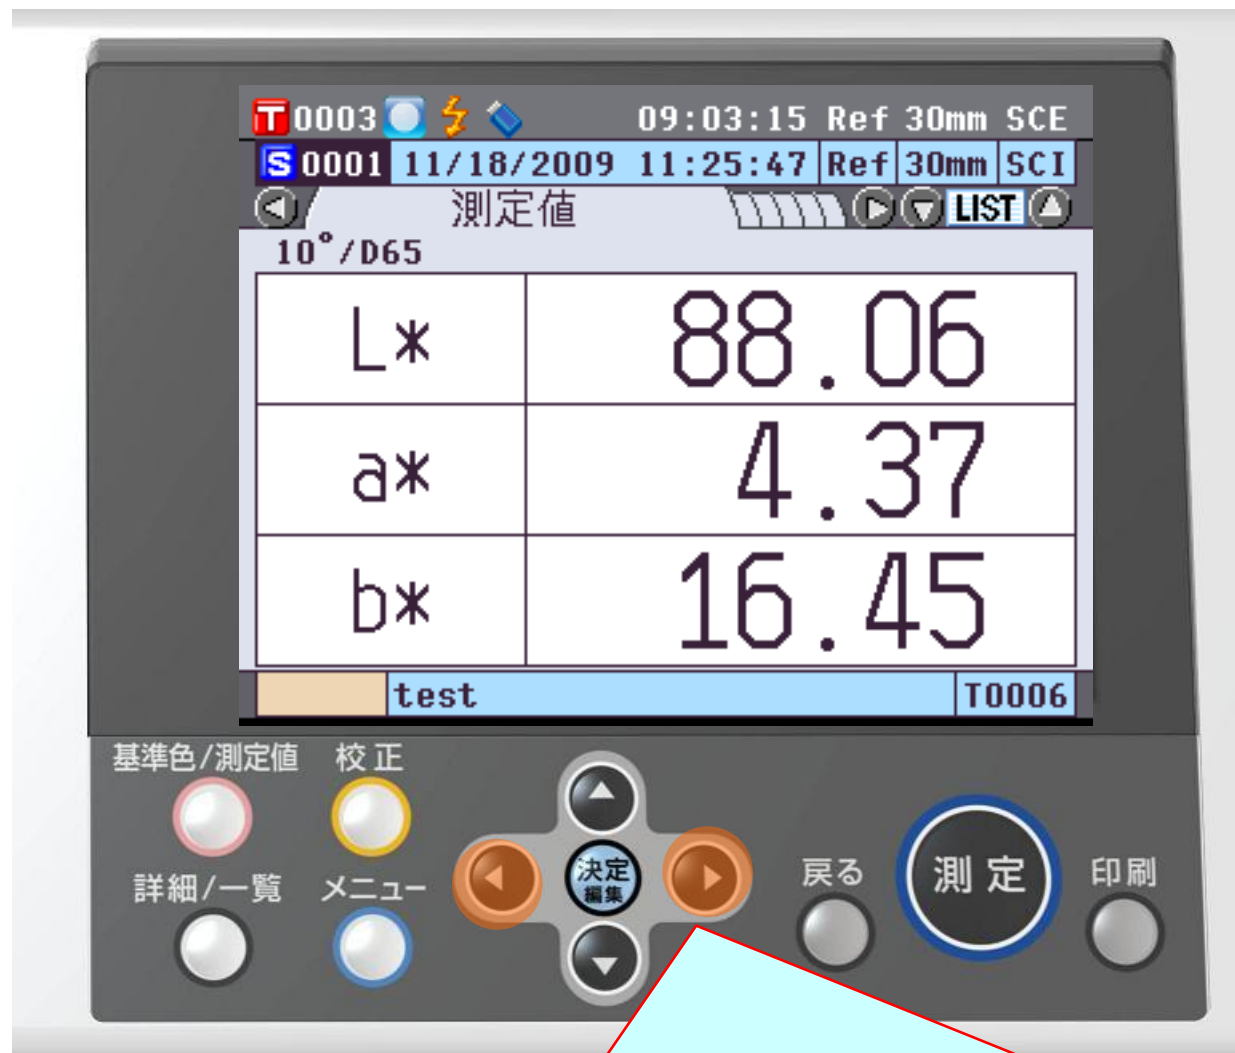 T 0003 09:03:15 Ref 30mm SCE
S 0001 11/18/2009 11:25:47 Ref 30mm SCI
測定値 LIST
10°/D65
L* 88.06
a* 4.37
b* 16.45
test T0006
基準色/測定値 校正
詳細/一覧 メニュー
決定
編集
戻る
測定
印刷